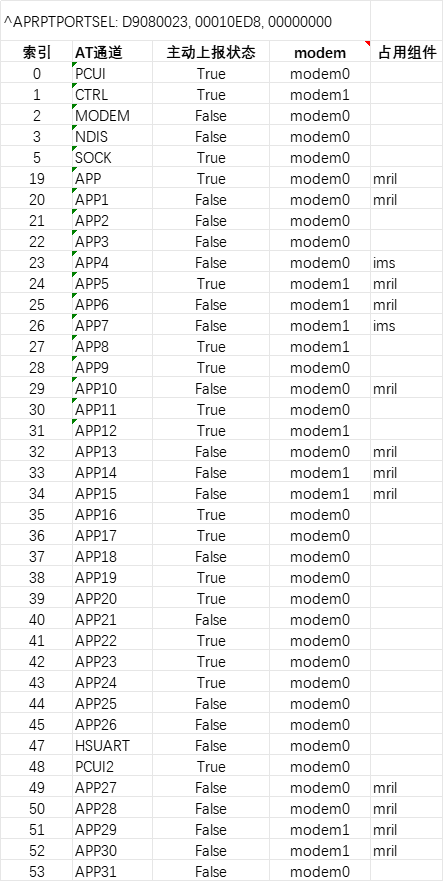 ^APRPTPORTSEL: D9080023, 00010ED8, 00000000
索引 AT通道 主动上报状态 modem 占用组件
0 PCUI True modem0
1 CTRL True modem1
2 MODEM False modem0
3 NDIS False modem0
5 SOCK True modem0
19 APP True modem0 mril
20 APP1 False modem0 mril
21 APP2 False modem0
22 APP3 False modem0
23 APP4 False modem0 ims
24 APP5 True modem1 mril
25 APP6 False modem1 mril
26 APP7 False modem1 ims
27 APP8 True modem1
28 APP9 True modem0
29 APP10 False modem0 mril
30 APP11 True modem0
31 APP12 True modem1
32 APP13 False modem0 mril
33 APP14 False modem1 mril
34 APP15 False modem1 mril
35 APP16 True modem0
36 APP17 True modem0
37 APP18 False modem0
38 APP19 True modem0
39 APP20 True modem0
40 APP21 False modem0
41 APP22 True modem0
42 APP23 True modem0
43 APP24 True modem0
44 APP25 False modem0
45 APP26 False modem0
47 HSUART False modem0
48 PCUI2 True modem0
49 APP27 False modem0 mril
50 APP28 False modem0 mril
51 APP29 False modem1 mril
52 APP30 False modem1 mril
53 APP31 False modem0